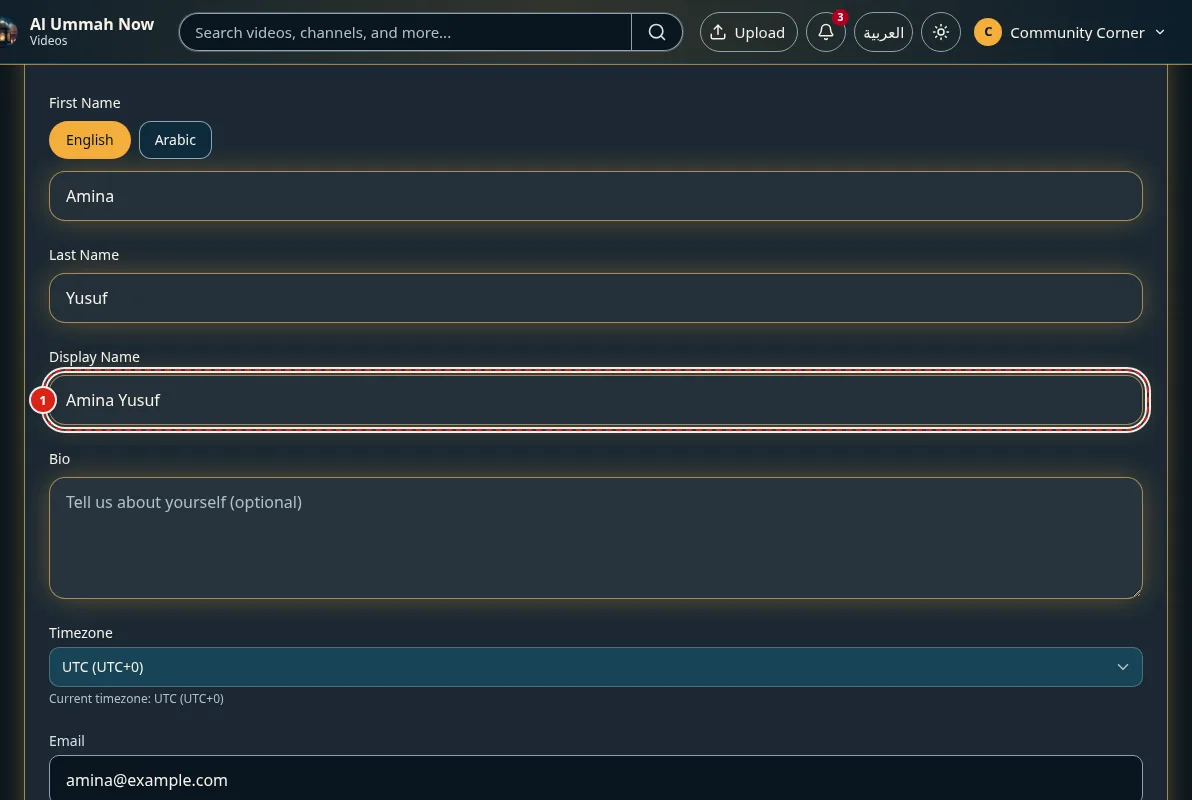 AI Ummah Now
Videos
Search videos, channels, and more...
Upload
3
العربية
C
Community Corner
First Name
English
Arabic
Amina
Last Name
Yusuf
Display Name
1
Amina Yusuf
Bio
Tell us about yourself (optional)
Timezone
UTC (UTC+0)
Current timezone: UTC (UTC+0)
Email
amina@example.com